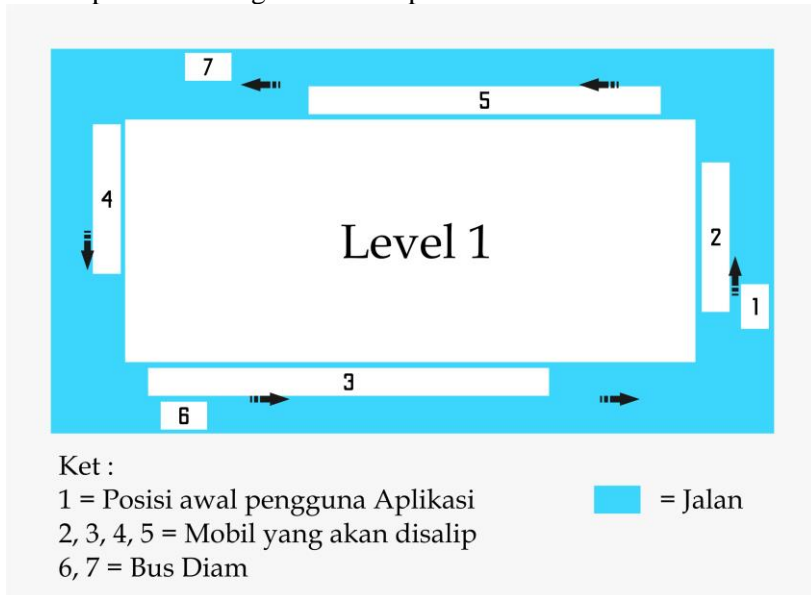 7
5
4
Level 1
2
1
3
6
Ket :
1 = Posisi awal pengguna Aplikasi
= Jalan
2, 3, 4, 5 = Mobil yang akan disalip
6, 7 = Bus Diam